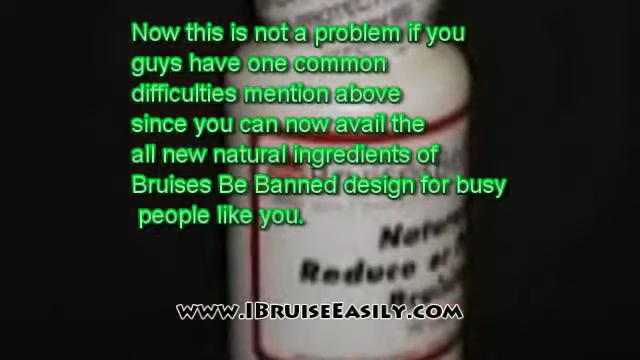 Now this is not a problem if you
guys have one common
difficulties mention above
since you can now avail the
all new natural ingredients of
Bruises Be Banned design for busy
people like you.
Reduce
www.IBruiseEasily.com